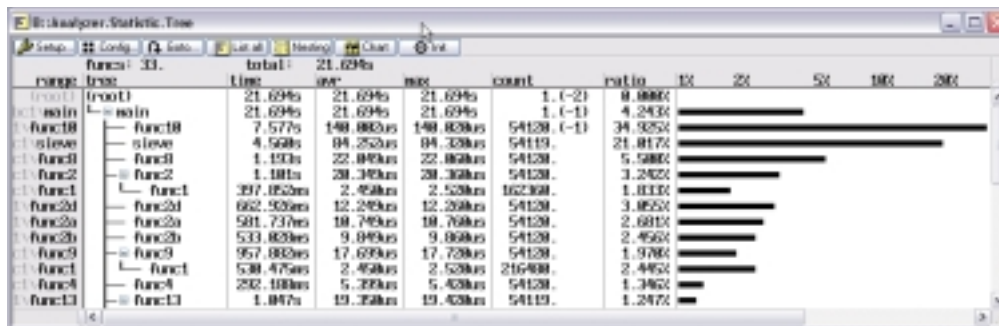 B::Analyzer.Statistic.Tree
Setup... Config... Goto... List all Nesting Chart Init
funcs: 33. total: 21.694s
range tree time avr max count ratio 1% 2% 5% 10% 20%
(root) (root) 21.694s 21.694s 21.694s 1.(-2) 0.000%
main main 21.694s 21.694s 21.694s 1.(-1) 4.243%
\func10 func10 7.577s 140.002us 140.020us 54120.(-1) 34.925%
\sieve sieve 4.560s 84.252us 84.320us 54119. 21.017%
\func8 func8 1.193s 22.049us 22.060us 54120. 5.500%
\func2 func2 1.101s 20.349us 20.360us 54120. 3.242%
\func1 func1 397.852ms 2.450us 2.520us 162360. 1.833%
\func2d func2d 662.926ms 12.249us 12.260us 54120. 3.055%
\func2a func2a 581.737ms 10.749us 10.760us 54120. 2.681%
\func2b func2b 533.020ms 9.849us 9.860us 54120. 2.456%
\func9 func9 957.882ms 17.699us 17.720us 54120. 1.970%
\func1 func1 530.475ms 2.450us 2.520us 216480. 2.445%
\func4 func4 292.180ms 5.399us 5.420us 54120. 1.346%
\func13 func13 1.047s 19.350us 19.420us 54119. 1.247%